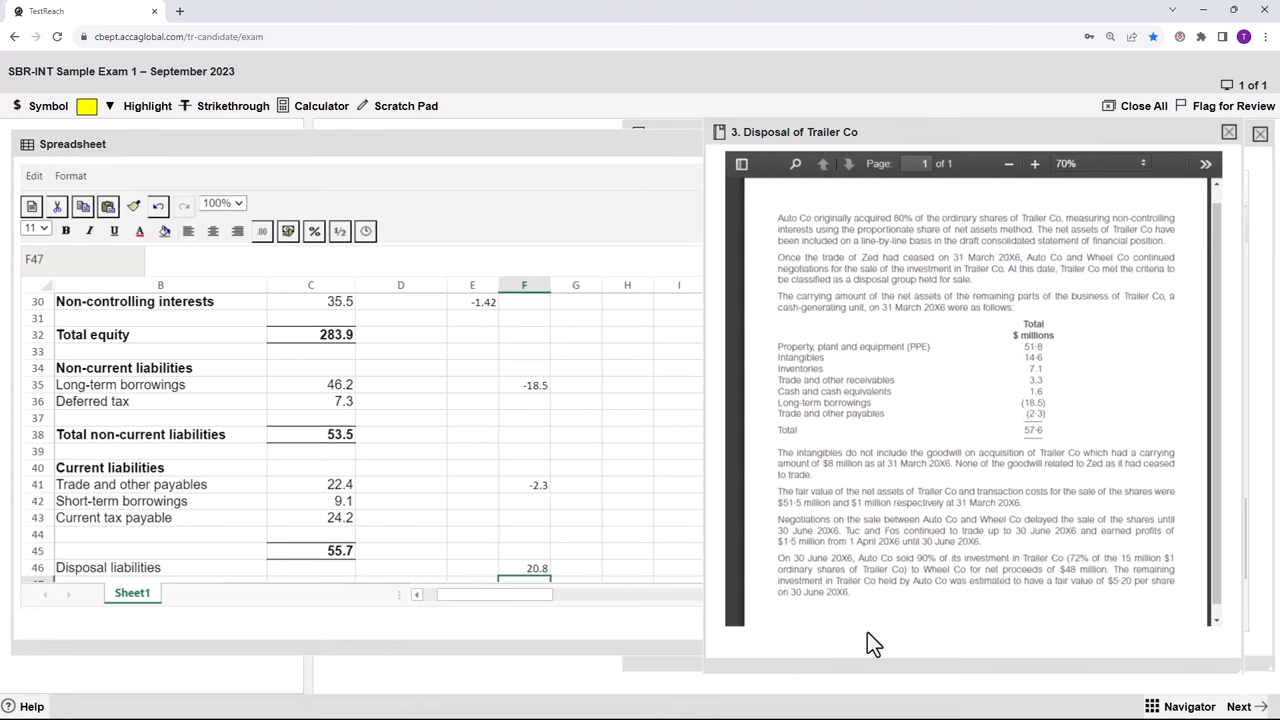 TestReach
cbept.accaglobal.com/tr-candidate/exam
T
SBR-INT Sample Exam 1 – September 2023
1 of 1
$ Symbol Highlight Strikethrough Calculator Scratch Pad
Close All Flag for Review
Spreadsheet
Edit Format
100%
11 B I U A .00 % ½
F47
B C D E F G H I
30 Non-controlling interests 35.5 -1.42
31
32 Total equity 283.9
33
34 Non-current liabilities
35 Long-term borrowings 46.2 -18.5
36 Deferred tax 7.3
37
38 Total non-current liabilities 53.5
39
40 Current liabilities
41 Trade and other payables 22.4 -2.3
42 Short-term borrowings 9.1
43 Current tax payable 24.2
44
45 55.7
46 Disposal liabilities 20.8
Sheet1
3. Disposal of Trailer Co
Page: 1 of 1 70%
Auto Co originally acquired 80% of the ordinary shares of Trailer Co, measuring non-controlling
interests using the proportionate share of net assets method. The net assets of Trailer Co have
been included on a line-by-line basis in the draft consolidated statement of financial position.
Once the trade of Zed had ceased on 31 March 20X6, Auto Co and Wheel Co continued
negotiations for the sale of the investment in Trailer Co. At this date, Trailer Co met the criteria to
be classified as a disposal group held for sale.
The carrying amount of the net assets of the remaining parts of the business of Trailer Co, a
cash-generating unit, on 31 March 20X6 were as follows:
Total
$ millions
Property, plant and equipment (PPE) 51·8
Intangibles 14·6
Inventories 7.1
Trade and other receivables 3.3
Cash and cash equivalents 1.6
Long-term borrowings (18.5)
Trade and other payables (2·3)
Total 57·6
The intangibles do not include the goodwill on acquisition of Trailer Co which had a carrying
amount of $8 million as at 31 March 20X6. None of the goodwill related to Zed as it had ceased
to trade.
The fair value of the net assets of Trailer Co and transaction costs for the sale of the shares were
$51·5 million and $1 million respectively at 31 March 20X6.
Negotiations on the sale between Auto Co and Wheel Co delayed the sale of the shares until
30 June 20X6. Tuc and Fos continued to trade up to 30 June 20X6 and earned profits of
$1·5 million from 1 April 20X6 until 30 June 20X6.
On 30 June 20X6, Auto Co sold 90% of its investment in Trailer Co (72% of the 15 million $1
ordinary shares of Trailer Co) to Wheel Co for net proceeds of $48 million. The remaining
investment in Trailer Co held by Auto Co was estimated to have a fair value of $5·20 per share
on 30 June 20X6.
Help
Navigator Next